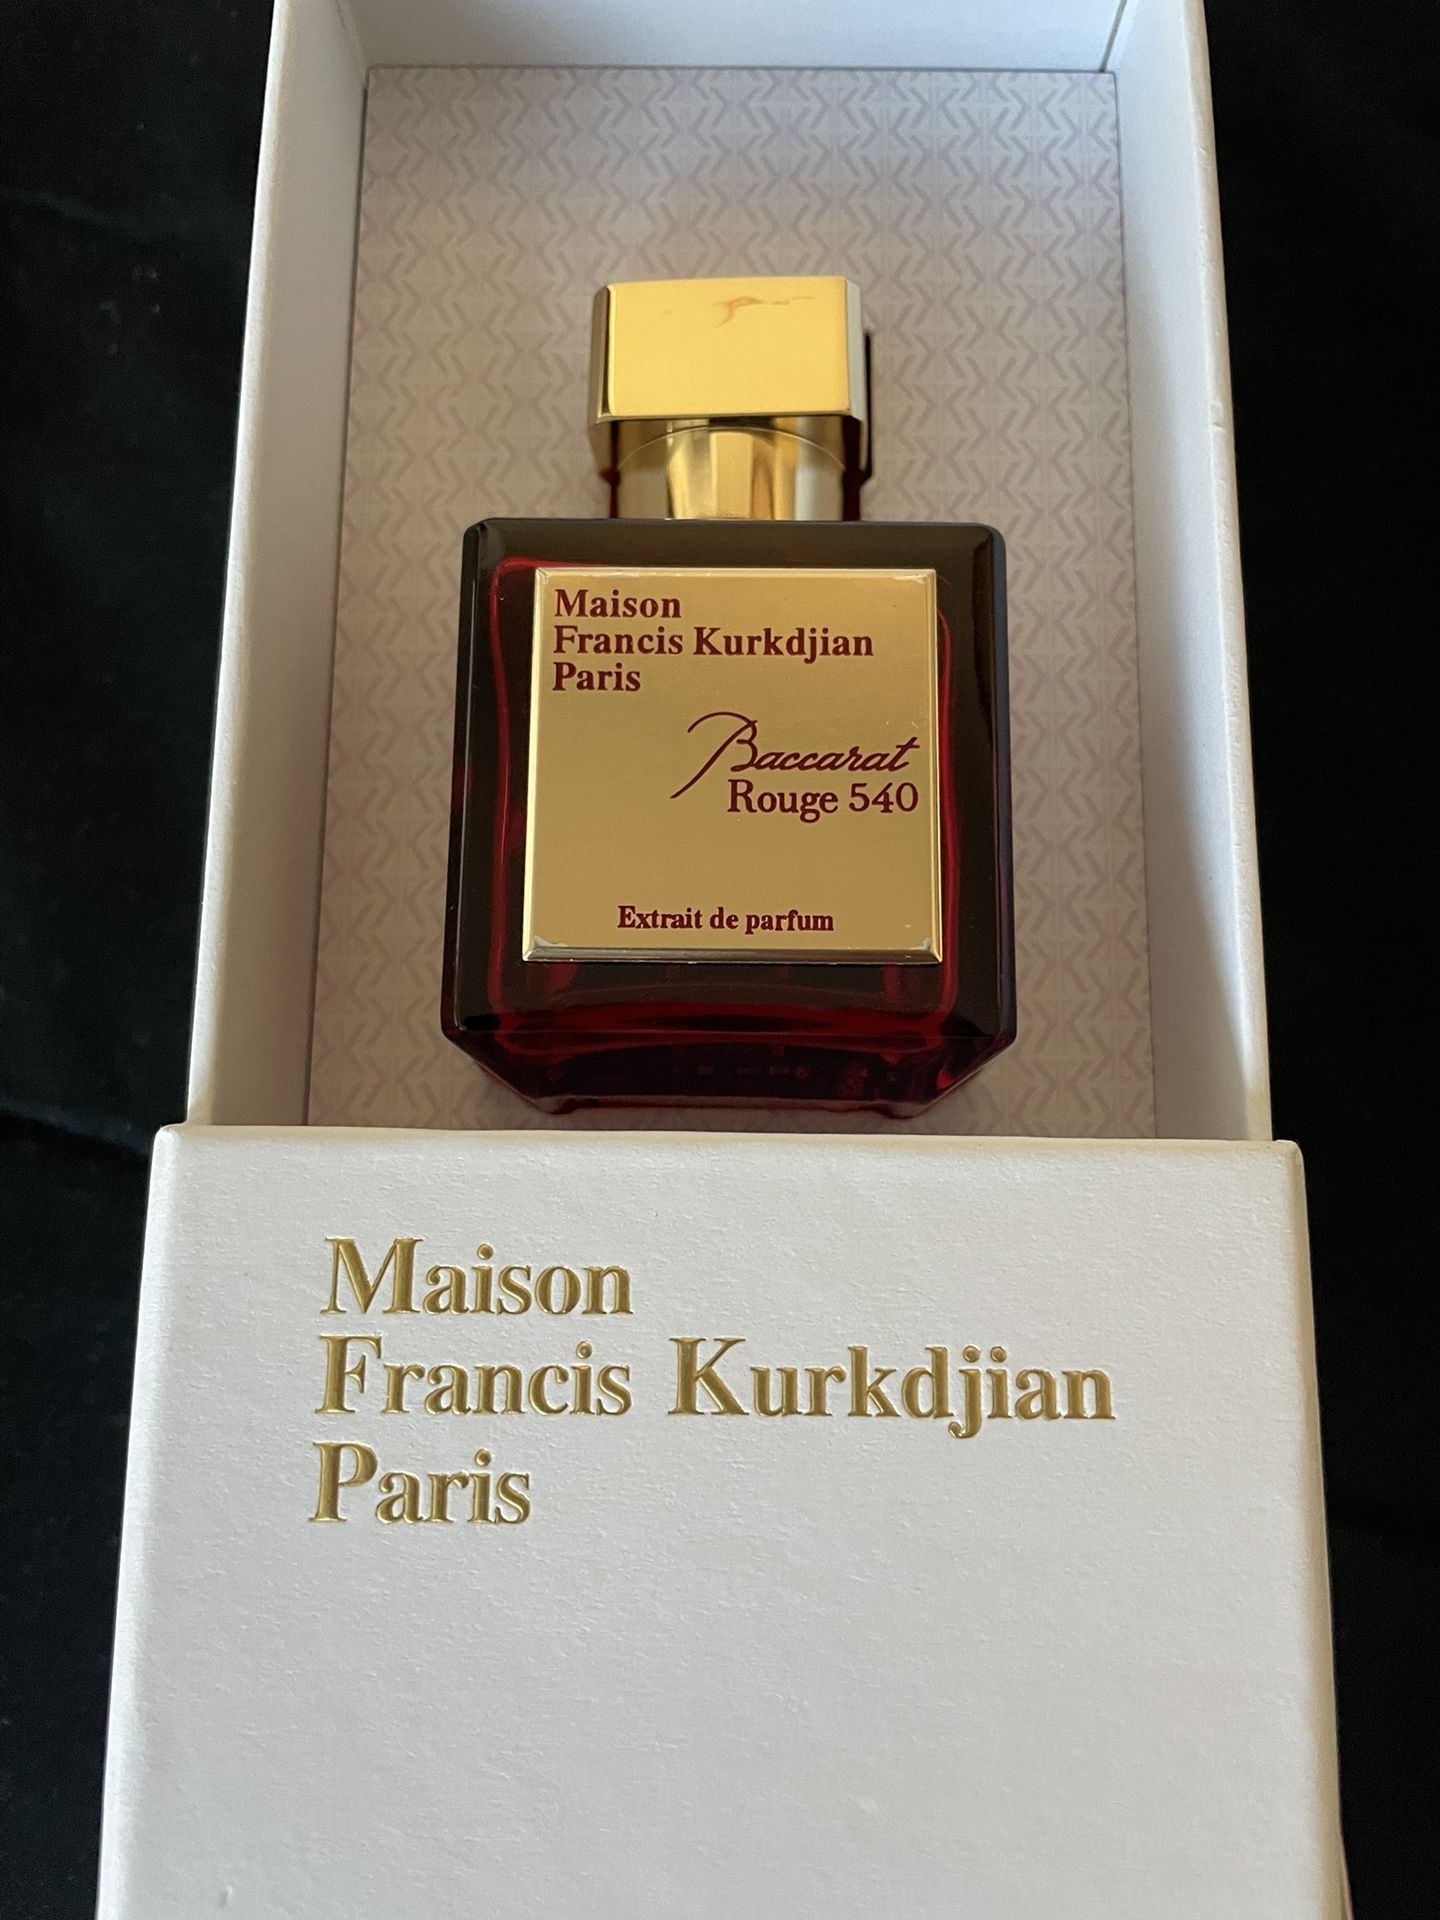 Maison
Francis Kurkdjian
Paris
Baccarat
Rouge 540
Extrait de parfum
Maison
Francis Kurkdjian
Paris